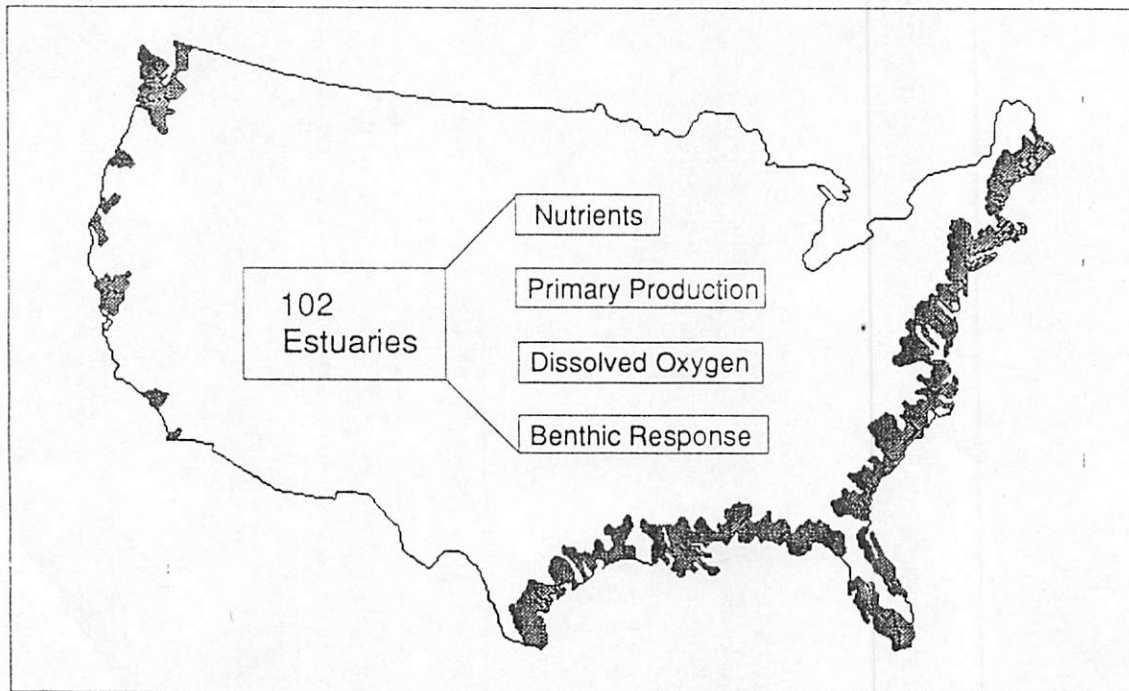 102
Estuaries
Nutrients
Primary Production
Dissolved Oxygen
Benthic Response